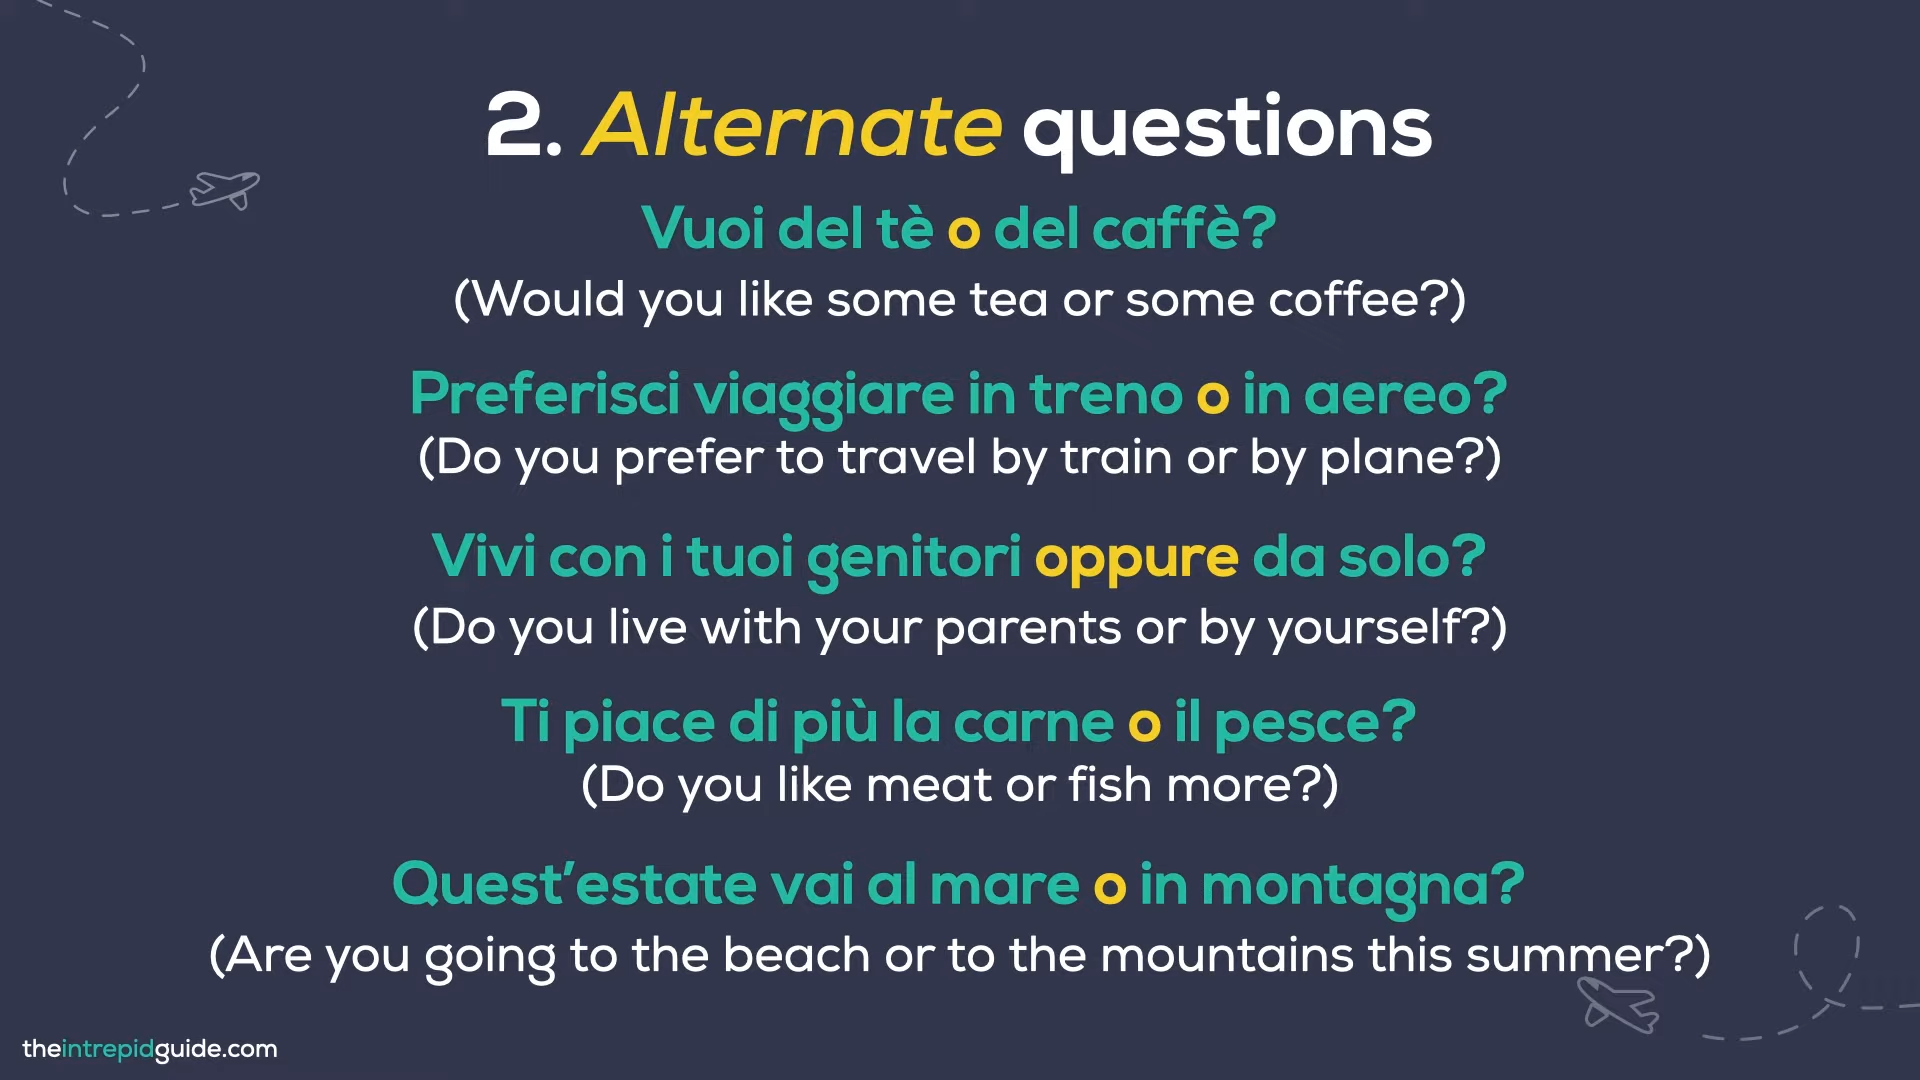 2. Alternate questions
Vuoi del tè o del caffè?
(Would you like some tea or some coffee?)
Preferisci viaggiare in treno o in aereo?
(Do you prefer to travel by train or by plane?)
Vivi con i tuoi genitori oppure da solo?
(Do you live with your parents or by yourself?)
Ti piace di più la carne o il pesce?
(Do you like meat or fish more?)
Quest’estate vai al mare o in montagna?
(Are you going to the beach or to the mountains this summer?)
theintrepidguide.com